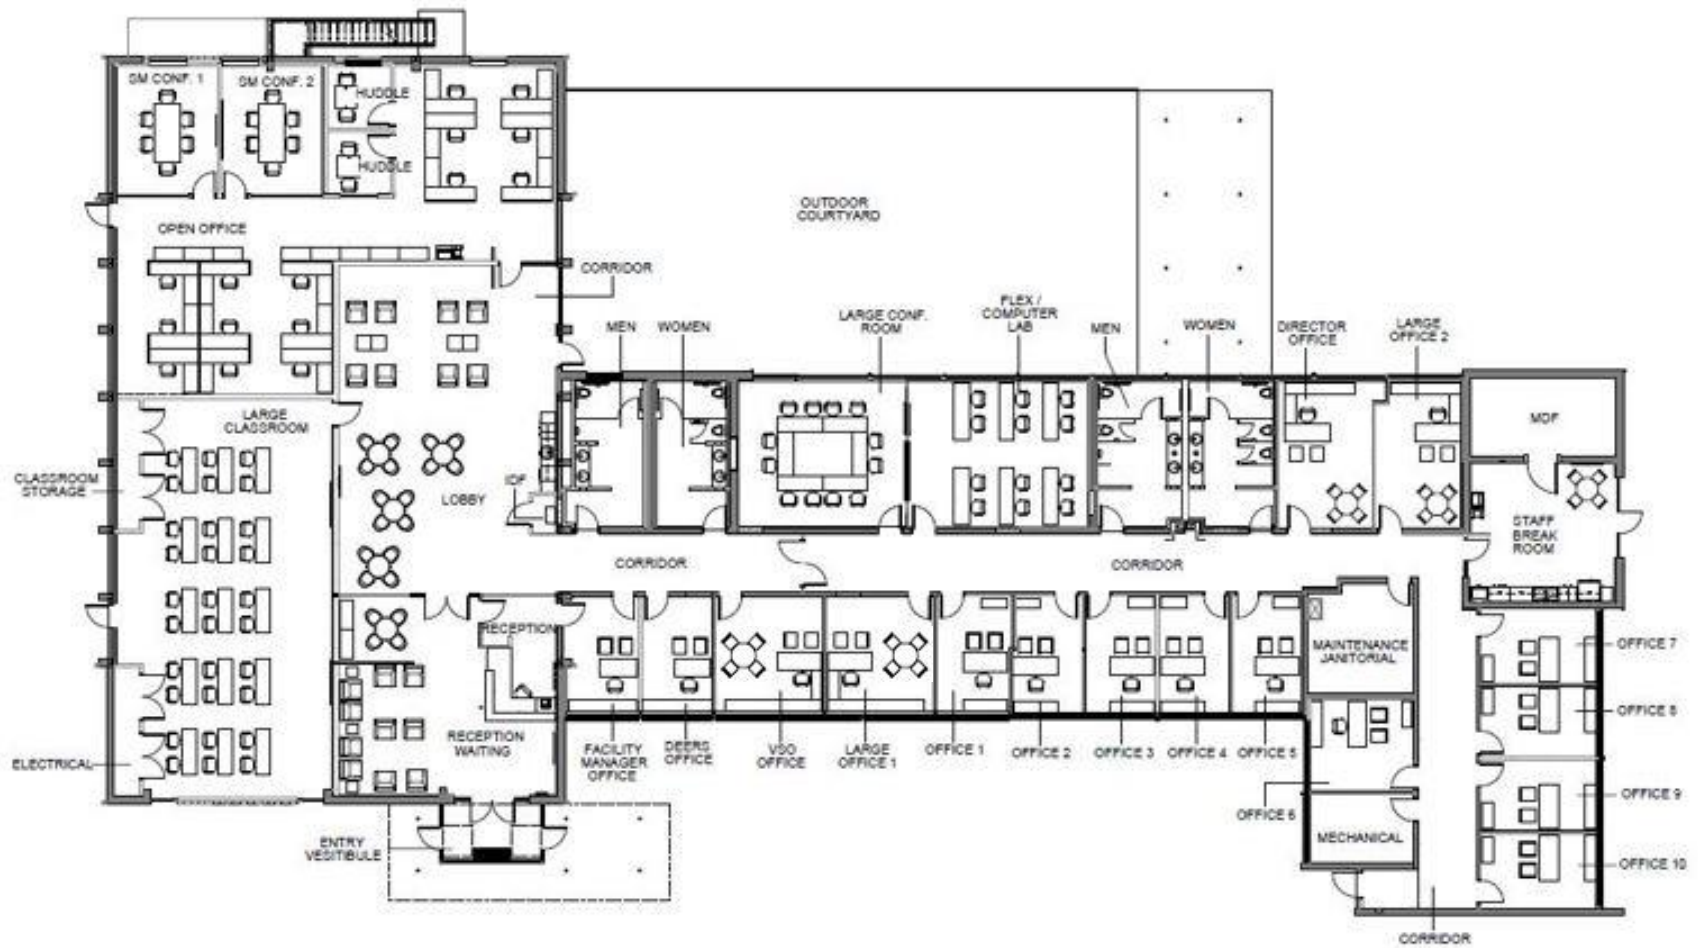 SM CONF. 1
SM CONF. 2
HUDDLE
HUDDLE
OPEN OFFICE
OUTDOOR
COURTYARD
CORRIDOR
MEN
WOMEN
LARGE CONF.
ROOM
FLEX /
COMPUTER
LAB
MEN
WOMEN
DIRECTOR
OFFICE
LARGE
OFFICE 2
LARGE
CLASSROOM
MDF
CLASSROOM
STORAGE
IDF
LOBBY
STAFF
BREAK
ROOM
CORRIDOR
CORRIDOR
RECEPTION
MAINTENANCE
JANITORIAL
OFFICE 7
OFFICE 8
RECEPTION
WAITING
ELECTRICAL
FACILITY
MANAGER
OFFICE
DEERS
OFFICE
VSO
OFFICE
LARGE
OFFICE 1
OFFICE 1
OFFICE 2
OFFICE 3
OFFICE 4
OFFICE 5
OFFICE 9
OFFICE 6
MECHANICAL
ENTRY
VESITIBULE
OFFICE 10
CORRIDOR